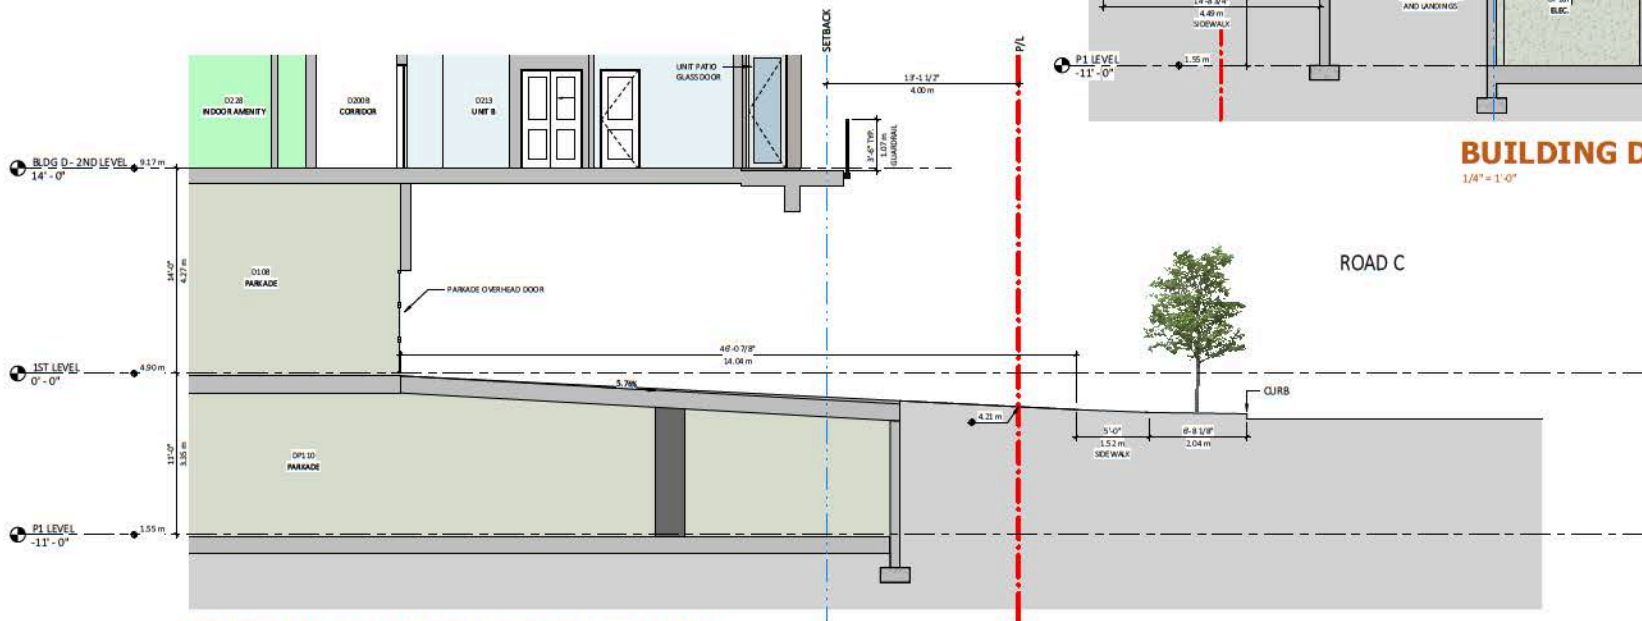 SETBACK
P/L
14'-8 3/4"
4.49 m
SIDEWALK
AND LANDINGS
ELEC.
P1 LEVEL
-11' - 0"
1.55 m
UNIT PATIO
GLASS DOOR
13'-1 1/2"
4.00 m
D228
INDOOR AMENITY
D200B
CORRIDOR
D213
UNIT B
3'-6" TYP.
1.07 m
GUARDRAIL
BUILDING D
1/4" = 1'-0"
BLDG D - 2ND LEVEL
14' - 0"
9.17 m
ROAD C
14'-0"
4.27 m
D108
PARKADE
PARKADE OVERHEAD DOOR
46'-0 7/8"
14.04 m
1ST LEVEL
0' - 0"
4.90 m
5.76%
CURB
4.21 m
5'-0"
1.52 m
SIDEWALK
6'-8 1/8"
2.04 m
11'-0"
3.35 m
DP110
PARKADE
P1 LEVEL
-11' - 0"
1.55 m